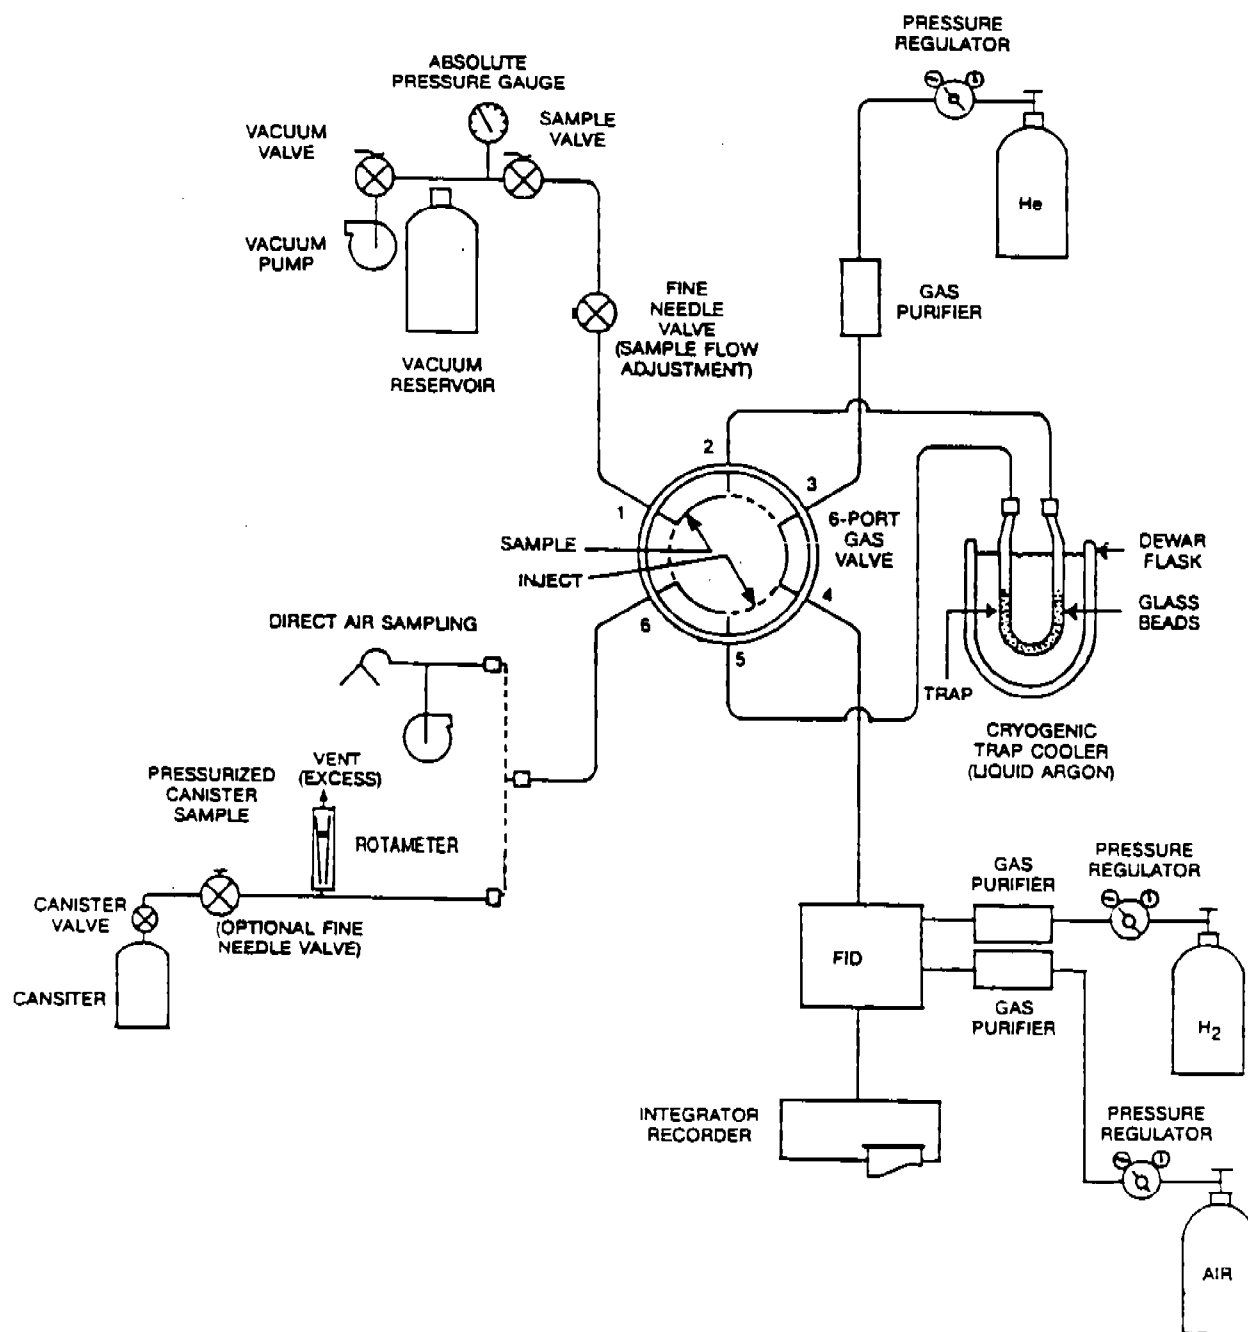 PRESSURE
REGULATOR
ABSOLUTE
PRESSURE GAUGE
VACUUM
VALVE
SAMPLE
VALVE
He
VACUUM
PUMP
FINE
NEEDLE
VALVE
(SAMPLE FLOW
ADJUSTMENT)
GAS
PURIFIER
VACUUM
RESERVOIR
2
3
1
6-PORT
GAS
VALVE
SAMPLE
INJECT
DEWAR
FLASK
4
GLASS
BEADS
6
5
DIRECT AIR SAMPLING
TRAP
CRYOGENIC
TRAP COOLER
(LIQUID ARGON)
VENT
(EXCESS)
PRESSURIZED
CANISTER
SAMPLE
ROTAMETER
CANISTER
VALVE
(OPTIONAL FINE
NEEDLE VALVE)
CANSITER
GAS
PURIFIER
PRESSURE
REGULATOR
FID
GAS
PURIFIER
H2
INTEGRATOR
RECORDER
PRESSURE
REGULATOR
AIR